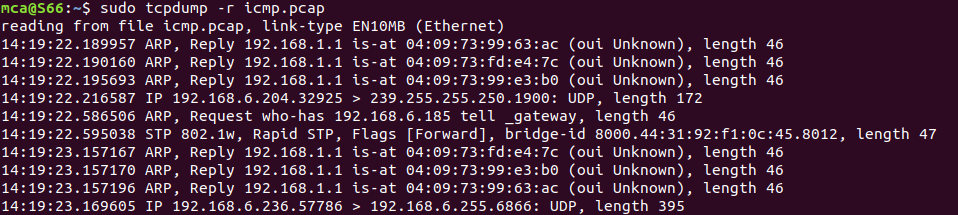 mca@S66:~$ sudo tcpdump -r icmp.pcap
reading from file icmp.pcap, link-type EN10MB (Ethernet)
14:19:22.189957 ARP, Reply 192.168.1.1 is-at 04:09:73:99:63:ac (oui Unknown), length 46
14:19:22.190160 ARP, Reply 192.168.1.1 is-at 04:09:73:fd:e4:7c (oui Unknown), length 46
14:19:22.195693 ARP, Reply 192.168.1.1 is-at 04:09:73:99:e3:b0 (oui Unknown), length 46
14:19:22.216587 IP 192.168.6.204.32925 > 239.255.255.250.1900: UDP, length 172
14:19:22.586506 ARP, Request who-has 192.168.6.185 tell _gateway, length 46
14:19:22.595038 STP 802.1w, Rapid STP, Flags [Forward], bridge-id 8000.44:31:92:f1:0c:45.8012, length 47
14:19:23.157167 ARP, Reply 192.168.1.1 is-at 04:09:73:fd:e4:7c (oui Unknown), length 46
14:19:23.157170 ARP, Reply 192.168.1.1 is-at 04:09:73:99:e3:b0 (oui Unknown), length 46
14:19:23.157196 ARP, Reply 192.168.1.1 is-at 04:09:73:99:63:ac (oui Unknown), length 46
14:19:23.169605 IP 192.168.6.236.57786 > 192.168.6.255.6866: UDP, length 395